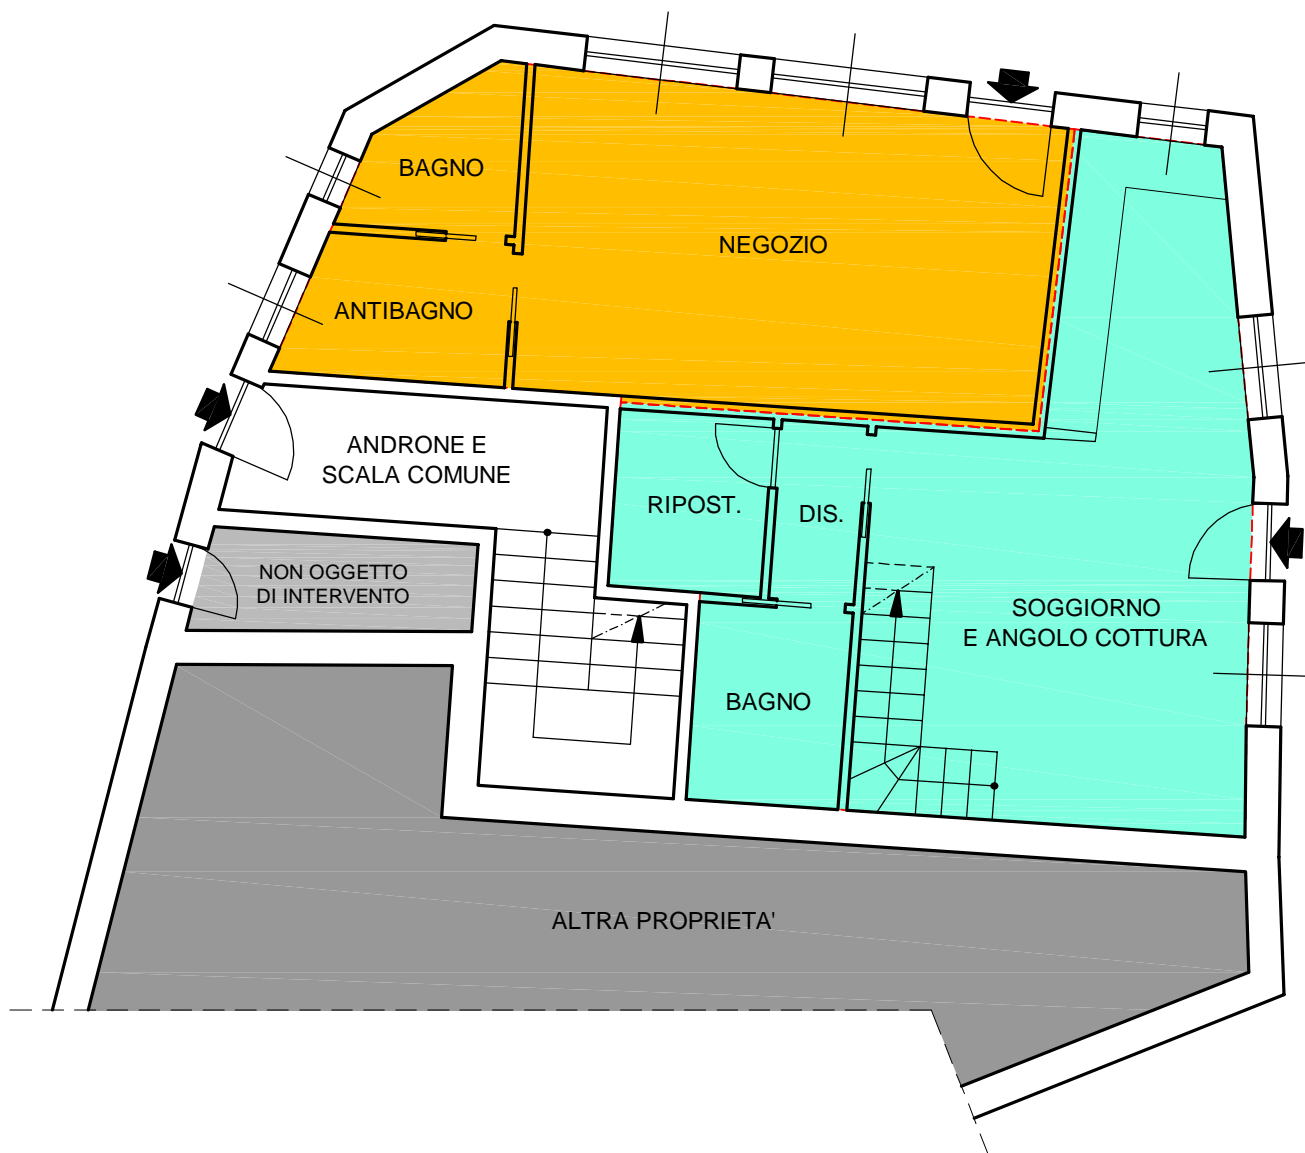 BAGNO
NEGOZIO
ANTIBAGNO
ANDRONE E
SCALA COMUNE
RIPOST.
DIS.
NON OGGETTO
DI INTERVENTO
SOGGIORNO
E ANGOLO COTTURA
BAGNO
ALTRA PROPRIETA'